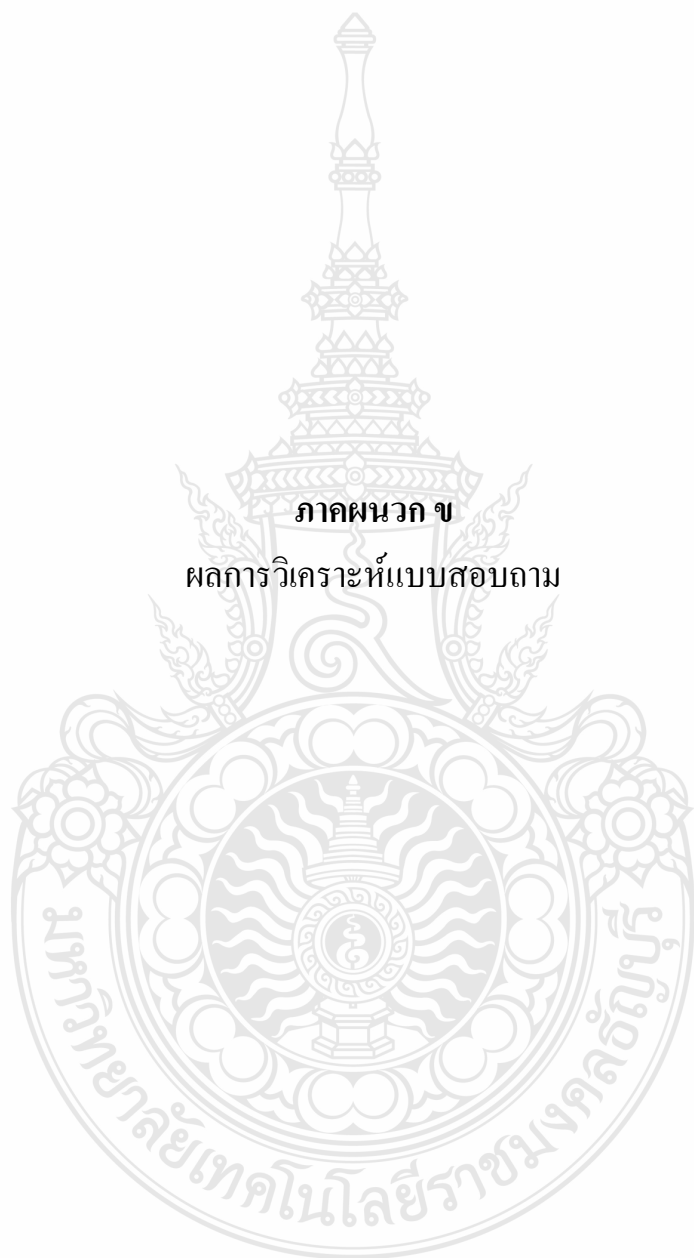 ภาคผนวก ข
ผลการวิเคราะห์แบบสอบถาม
มหาวิทยาลัยเทคโนโลยีราชมงคลธัญบุรี